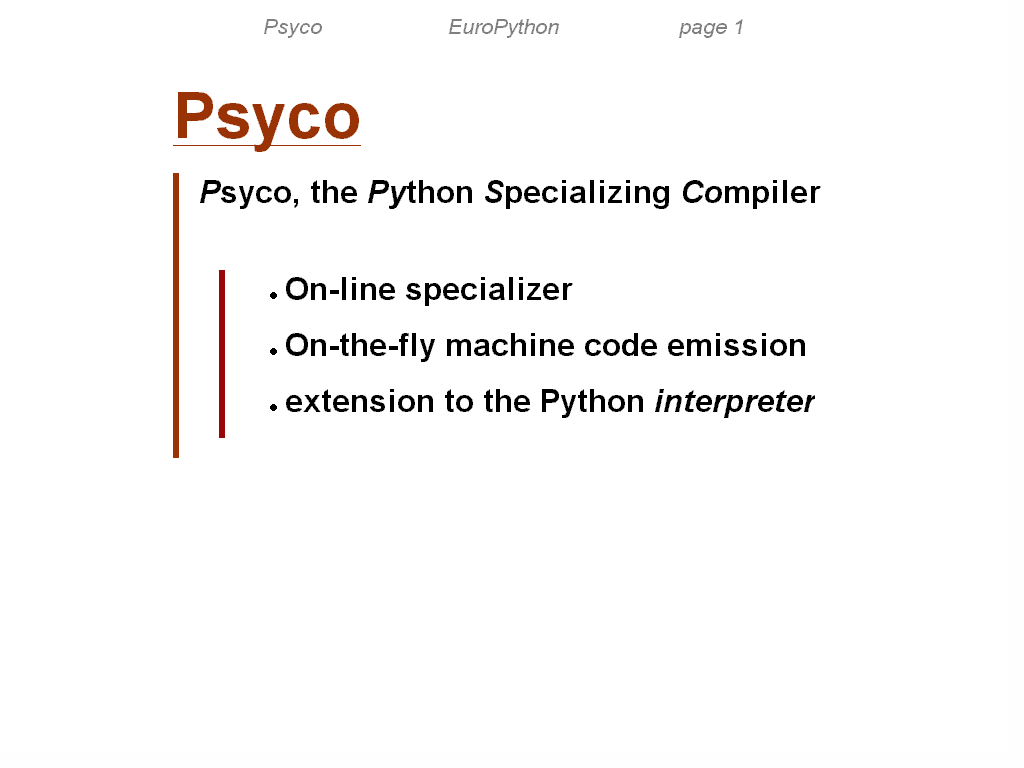 Psyco EuroPython page 1
Psyco
Psyco, the Python Specializing Compiler
• On-line specializer
• On-the-fly machine code emission
• extension to the Python interpreter